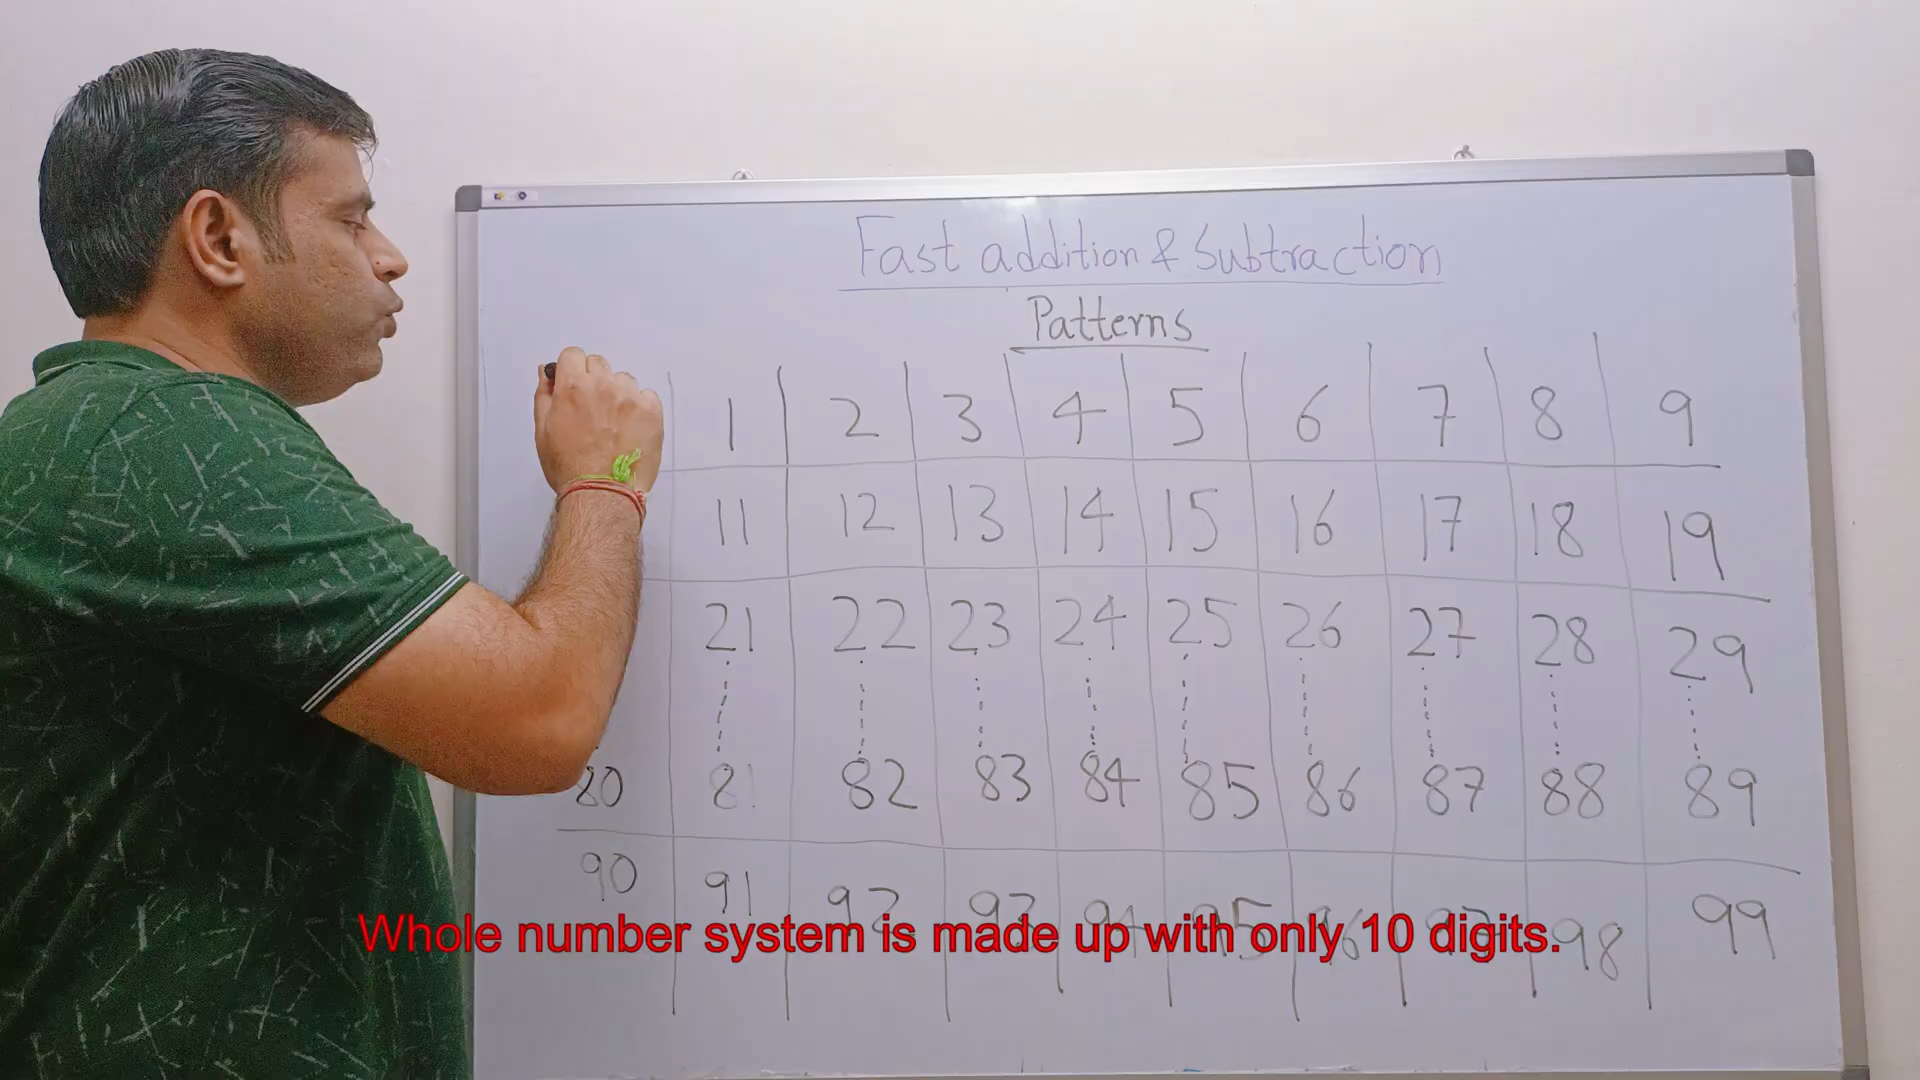 Fast addition & Subtraction
Patterns
1 2 3 4 5 6 7 8 9
11 12 13 14 15 16 17 18 19
21 22 23 24 25 26 27 28 29
80 81 82 83 84 85 86 87 88 89
90 91 92 93 94 95 96 97 98 99
Whole number system is made up with only 10 digits.